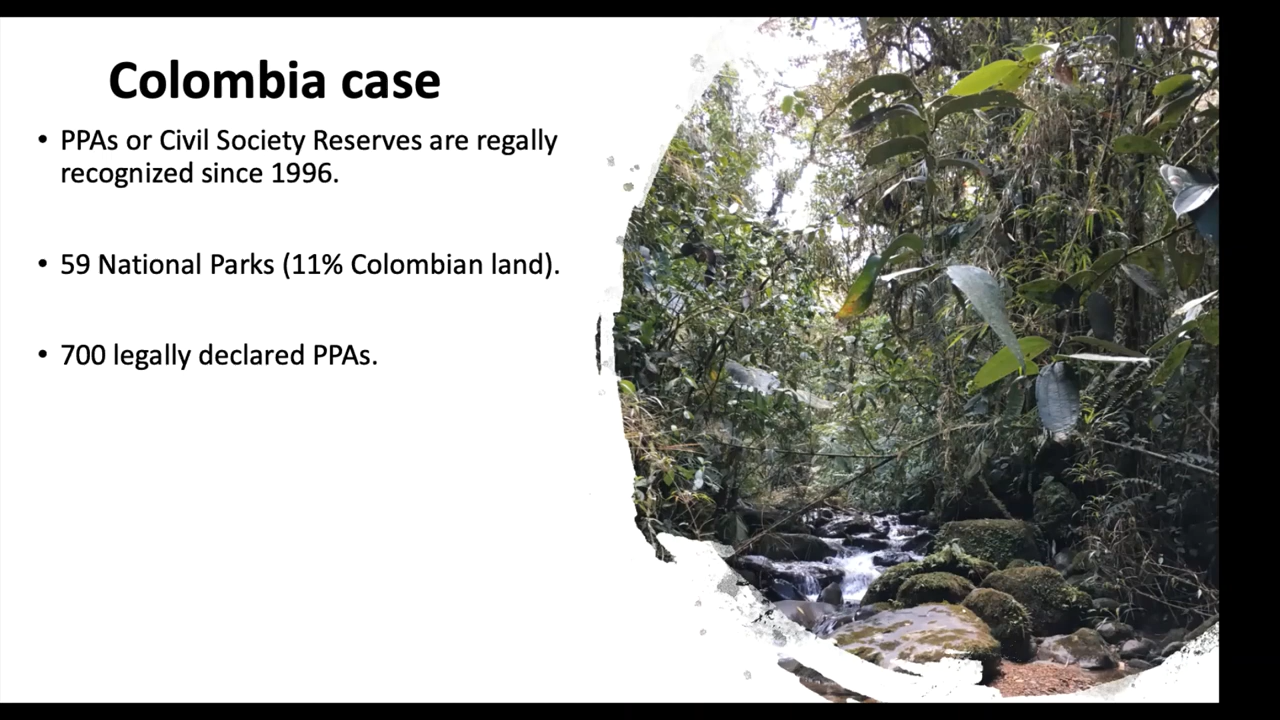 Colombia case
• PPAs or Civil Society Reserves are regally
recognized since 1996.
• 59 National Parks (11% Colombian land).
• 700 legally declared PPAs.